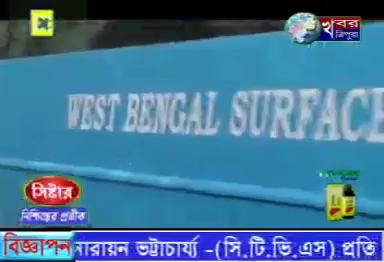 খবর
ত্রিপুরা
WEST BENGAL SURFACE
সিষ্টার
নিশ্চিন্তের প্রতীক
বিজ্ঞাপন নারায়ন ভট্টাচার্য্য -(সি.টি.ভি.এস) প্রতি